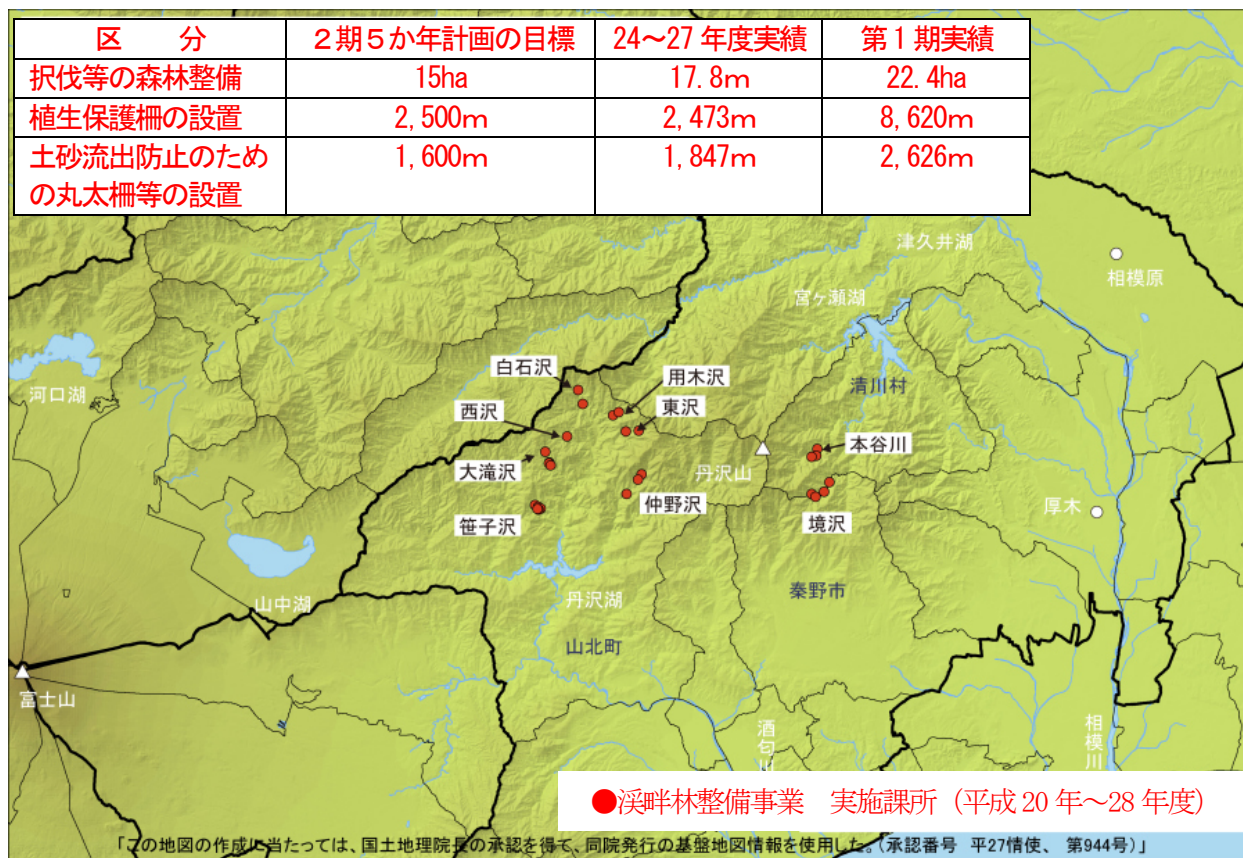 区 分 2期5か年計画の目標 24～27年度実績 第1期実績
択伐等の森林整備 15ha 17.8m 22.4ha
植生保護柵の設置 2,500m 2,473m 8,620m
土砂流出防止のため 1,600m 1,847m 2,626m
の丸太柵等の設置
津久井湖
相模原
宮ヶ瀬湖
白石沢
用木沢
河口湖
清川村
西沢
東沢
本谷川
大滝沢
丹沢山
仲野沢
厚木
笹子沢
境沢
秦野市
山中湖
丹沢湖
山北町
富士山
酒匂川
相模川
●渓畔林整備事業 実施課所（平成20年～28年度）
「この地図の作成に当たっては、国土地理院長の承認を得て、同院発行の基盤地図情報を使用した。（承認番号 平27情使、 第944号）」